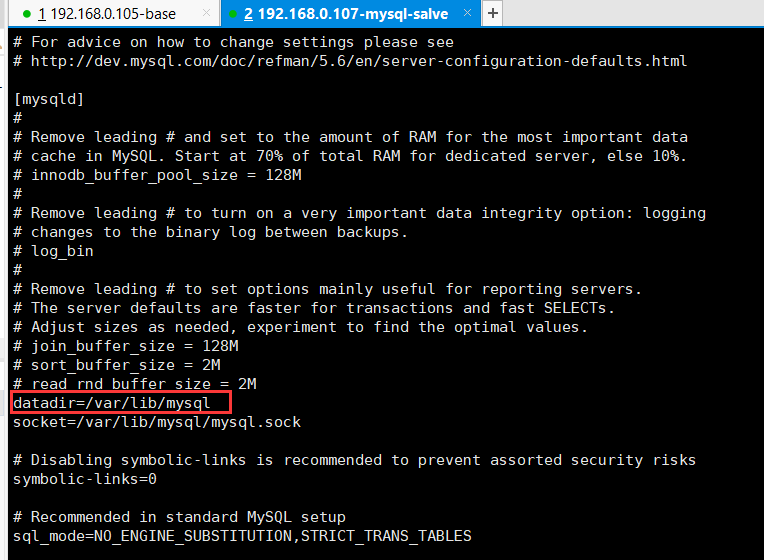 1 192.168.0.105-base × 2 192.168.0.107-mysql-salve × +
# For advice on how to change settings please see
# http://dev.mysql.com/doc/refman/5.6/en/server-configuration-defaults.html
[mysqld]
#
# Remove leading # and set to the amount of RAM for the most important data
# cache in MySQL. Start at 70% of total RAM for dedicated server, else 10%.
# innodb_buffer_pool_size = 128M
#
# Remove leading # to turn on a very important data integrity option: logging
# changes to the binary log between backups.
# log_bin
#
# Remove leading # to set options mainly useful for reporting servers.
# The server defaults are faster for transactions and fast SELECTs.
# Adjust sizes as needed, experiment to find the optimal values.
# join_buffer_size = 128M
# sort_buffer_size = 2M
# read_rnd_buffer_size = 2M
datadir=/var/lib/mysql
socket=/var/lib/mysql/mysql.sock
# Disabling symbolic-links is recommended to prevent assorted security risks
symbolic-links=0
# Recommended in standard MySQL setup
sql_mode=NO_ENGINE_SUBSTITUTION,STRICT_TRANS_TABLES